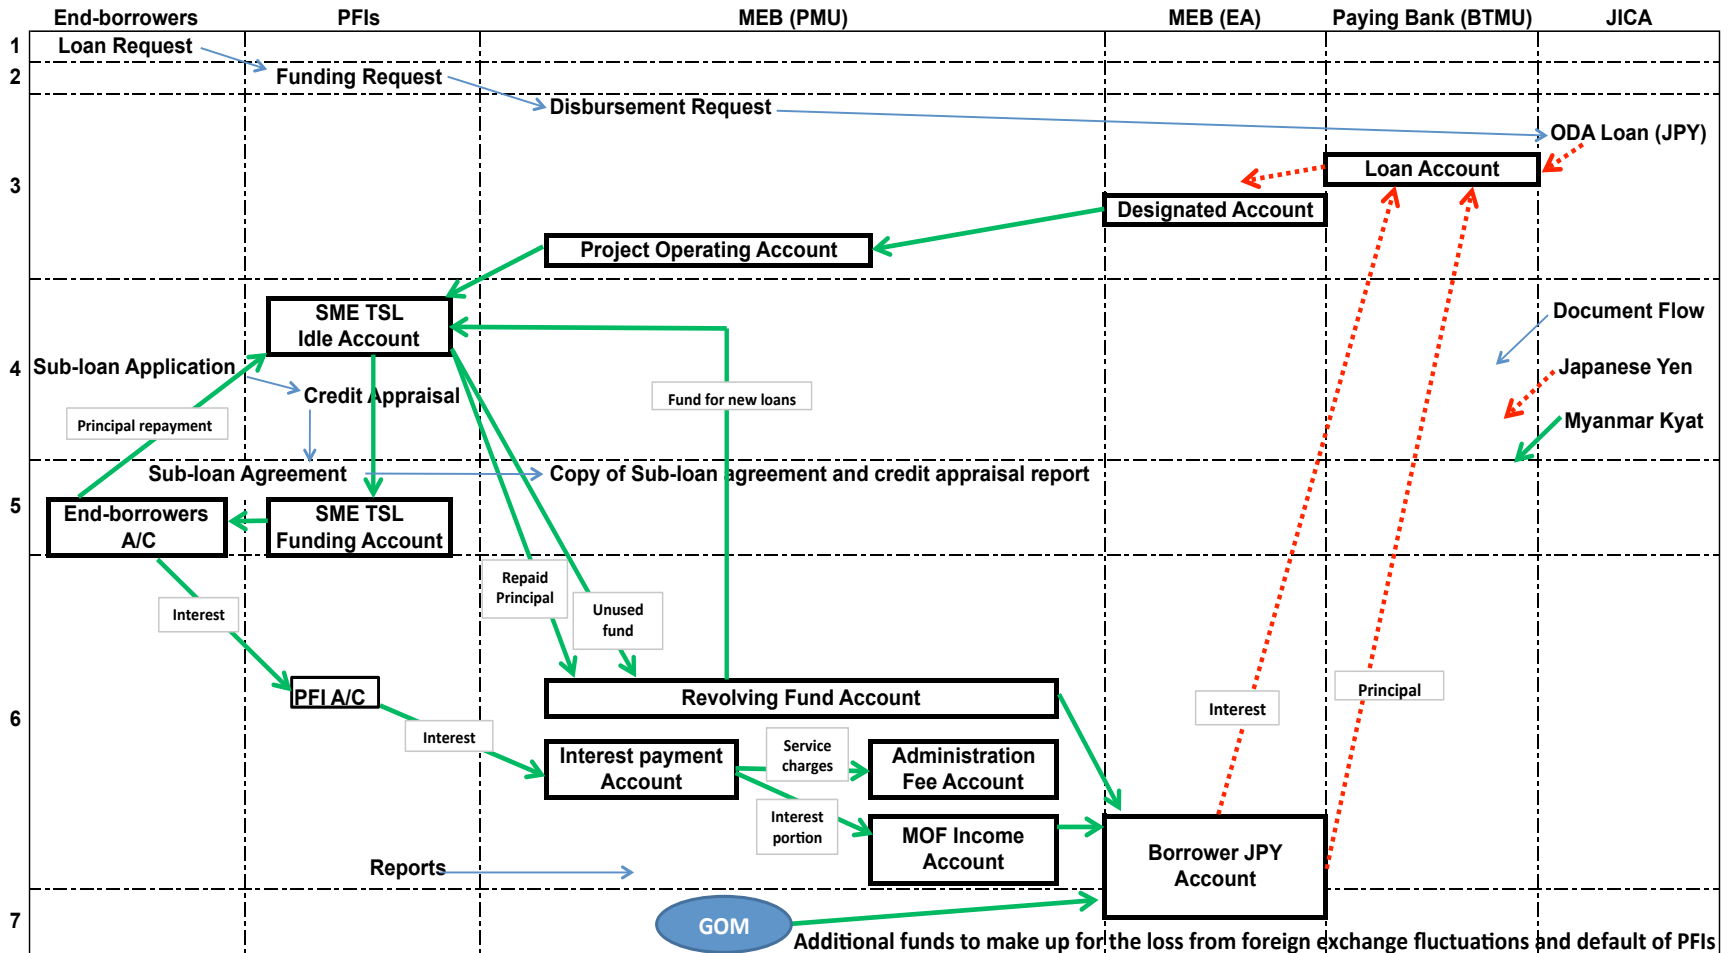 End-borrowers PFIs MEB (PMU) MEB (EA) Paying Bank (BTMU) JICA
1 Loan Request
2 Funding Request
Disbursement Request
ODA Loan (JPY)
Loan Account
3
Designated Account
Project Operating Account
SME TSL
Idle Account
Document Flow
4 Sub-loan Application
Japanese Yen
Credit Appraisal
Fund for new loans
Principal repayment
Myanmar Kyat
Sub-loan Agreement
Copy of Sub-loan agreement and credit appraisal report
5
End-borrowers
A/C
SME TSL
Funding Account
Repaid
Principal
Interest
Unused
fund
PFI A/C
Revolving Fund Account
Interest
Principal
6
Interest
Interest payment
Account
Service
charges
Administration
Fee Account
Interest
portion
MOF Income
Account
Borrower JPY
Account
Reports
7
GOM
Additional funds to make up for the loss from foreign exchange fluctuations and default of PFIs